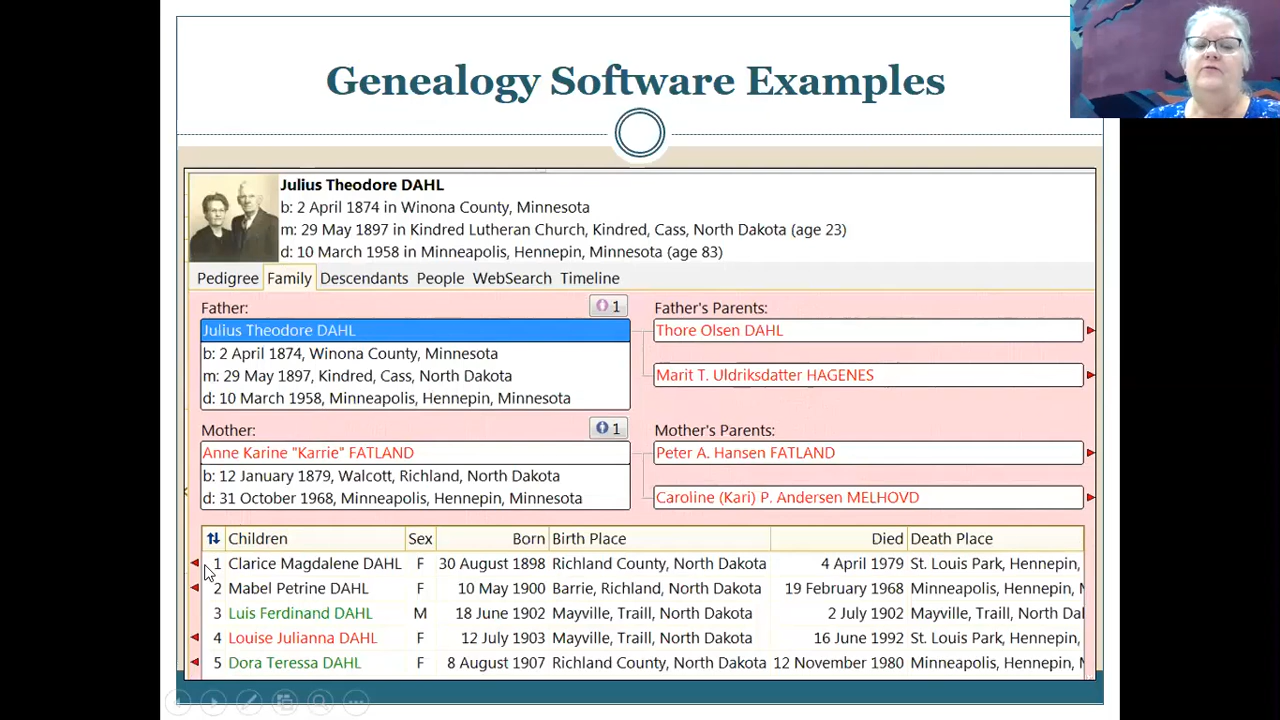 Genealogy Software Examples
Julius Theodore DAHL
b: 2 April 1874 in Winona County, Minnesota
m: 29 May 1897 in Kindred Lutheran Church, Kindred, Cass, North Dakota (age 23)
d: 10 March 1958 in Minneapolis, Hennepin, Minnesota (age 83)
Pedigree Family Descendants People WebSearch Timeline
Father: 1 Father's Parents:
Julius Theodore DAHL Thore Olsen DAHL
b: 2 April 1874, Winona County, Minnesota
m: 29 May 1897, Kindred, Cass, North Dakota Marit T. Uldriksdatter HAGENES
d: 10 March 1958, Minneapolis, Hennepin, Minnesota
Mother: 1 Mother's Parents:
Anne Karine "Karrie" FATLAND Peter A. Hansen FATLAND
b: 12 January 1879, Walcott, Richland, North Dakota
d: 31 October 1968, Minneapolis, Hennepin, Minnesota Caroline (Kari) P. Andersen MELHOVD
Children Sex Born Birth Place Died Death Place
1 Clarice Magdalene DAHL F 30 August 1898 Richland County, North Dakota 4 April 1979 St. Louis Park, Hennepin,
2 Mabel Petrine DAHL F 10 May 1900 Barrie, Richland, North Dakota 19 February 1968 Minneapolis, Hennepin,
3 Luis Ferdinand DAHL M 18 June 1902 Mayville, Traill, North Dakota 2 July 1902 Mayville, Traill, North Dakot
4 Louise Julianna DAHL F 12 July 1903 Mayville, Traill, North Dakota 16 June 1992 St. Louis Park, Hennepin,
5 Dora Teressa DAHL F 8 August 1907 Richland County, North Dakota 12 November 1980 Minneapolis, Hennepin,